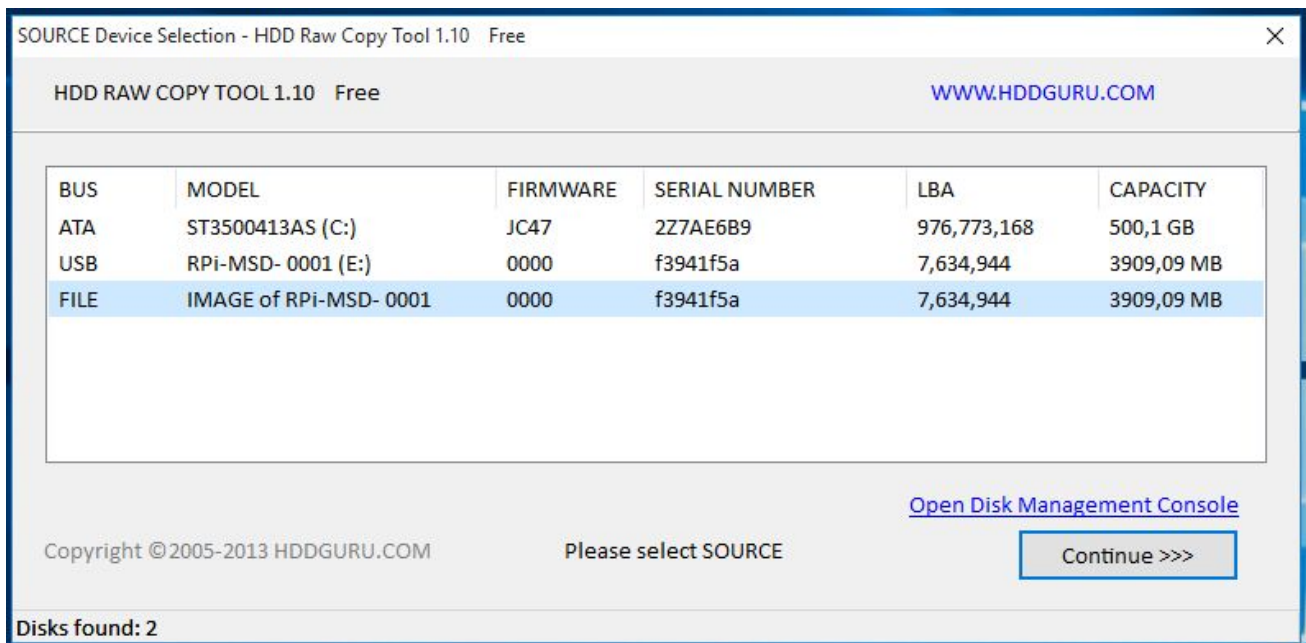 SOURCE Device Selection - HDD Raw Copy Tool 1.10 Free
HDD RAW COPY TOOL 1.10 Free WWW.HDDGURU.COM
BUS MODEL FIRMWARE SERIAL NUMBER LBA CAPACITY
ATA ST3500413AS (C:) JC47 2Z7AE6B9 976,773,168 500,1 GB
USB RPi-MSD- 0001 (E:) 0000 f3941f5a 7,634,944 3909,09 MB
FILE IMAGE of RPi-MSD- 0001 0000 f3941f5a 7,634,944 3909,09 MB
Open Disk Management Console
Copyright ©2005-2013 HDDGURU.COM Please select SOURCE Continue >>>
Disks found: 2